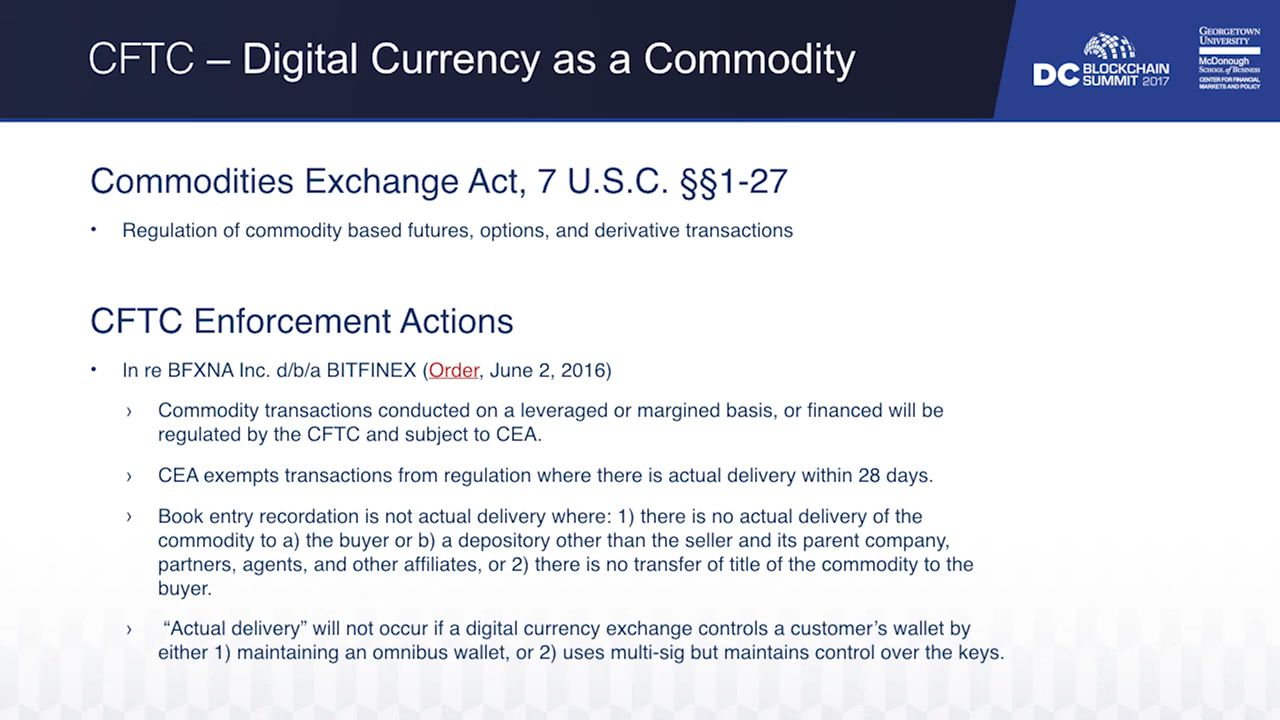 CFTC – Digital Currency as a Commodity
DC BLOCKCHAIN
SUMMIT 2017
GEORGETOWN
UNIVERSITY
McDonough
SCHOOL of BUSINESS
CENTER FOR FINANCIAL
MARKETS AND POLICY
Commodities Exchange Act, 7 U.S.C. §§1-27
• Regulation of commodity based futures, options, and derivative transactions
CFTC Enforcement Actions
• In re BFXNA Inc. d/b/a BITFINEX (Order, June 2, 2016)
› Commodity transactions conducted on a leveraged or margined basis, or financed will be
regulated by the CFTC and subject to CEA.
› CEA exempts transactions from regulation where there is actual delivery within 28 days.
› Book entry recordation is not actual delivery where: 1) there is no actual delivery of the
commodity to a) the buyer or b) a depository other than the seller and its parent company,
partners, agents, and other affiliates, or 2) there is no transfer of title of the commodity to the
buyer.
› “Actual delivery” will not occur if a digital currency exchange controls a customer’s wallet by
either 1) maintaining an omnibus wallet, or 2) uses multi-sig but maintains control over the keys.